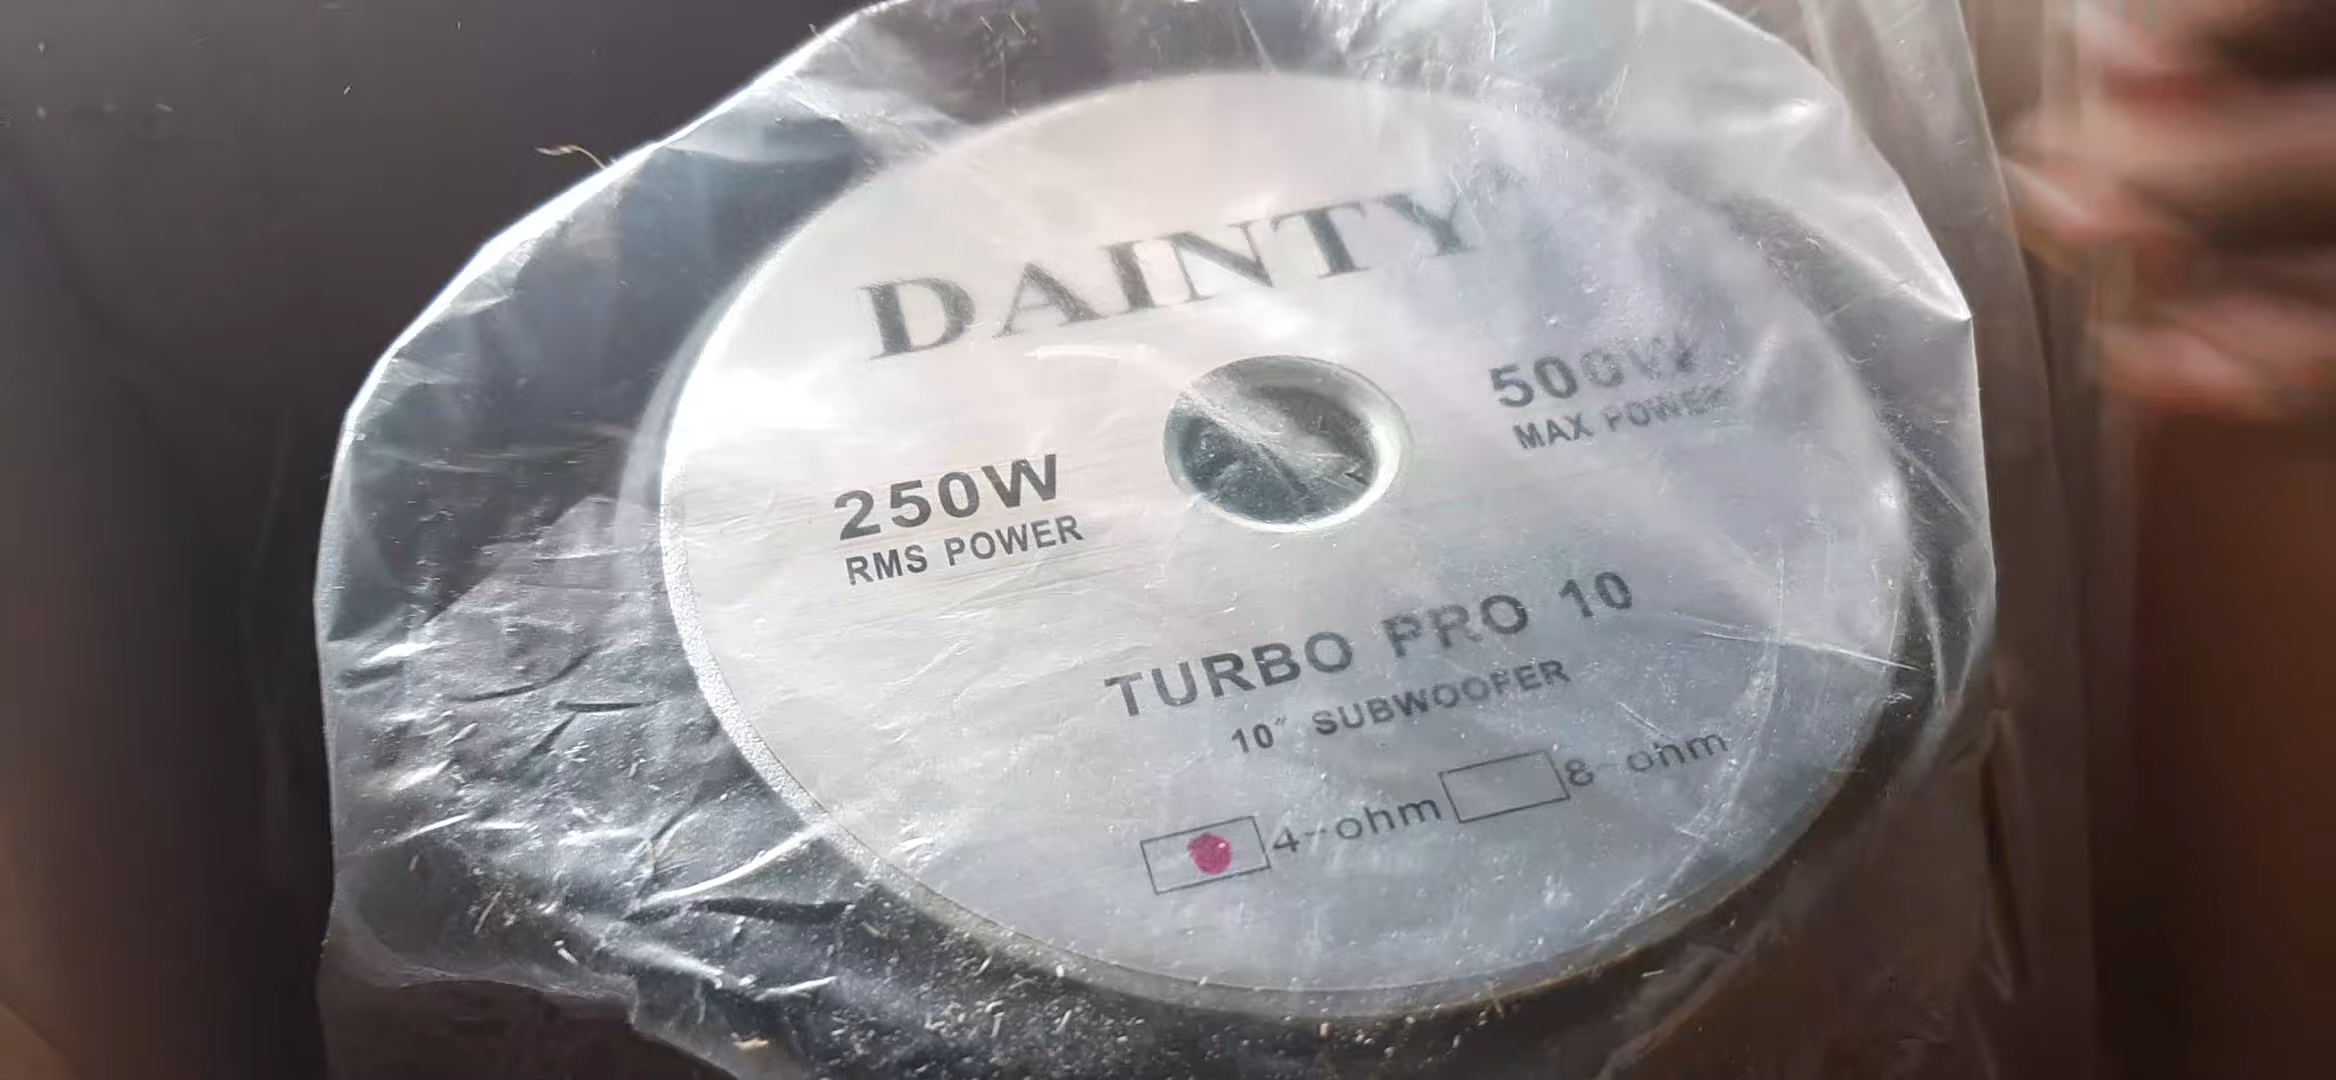 DAINTY
500W
MAX POWER
250W
RMS POWER
TURBO PRO 10
10" SUBWOOFER
4-ohm 8-ohm